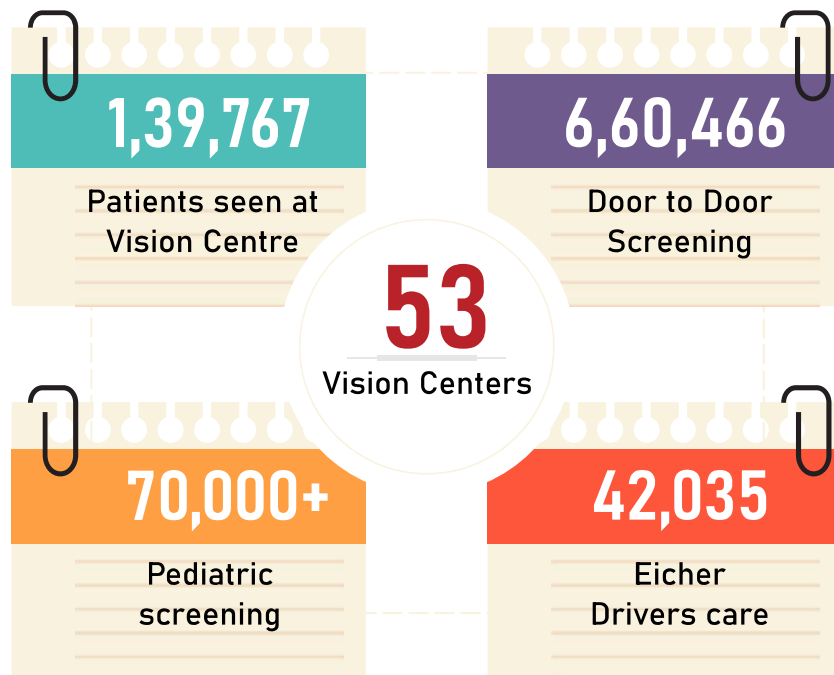 1,39,767
Patients seen at
Vision Centre
6,60,466
Door to Door
Screening
53
Vision Centers
70,000+
Pediatric
screening
42,035
Eicher
Drivers care